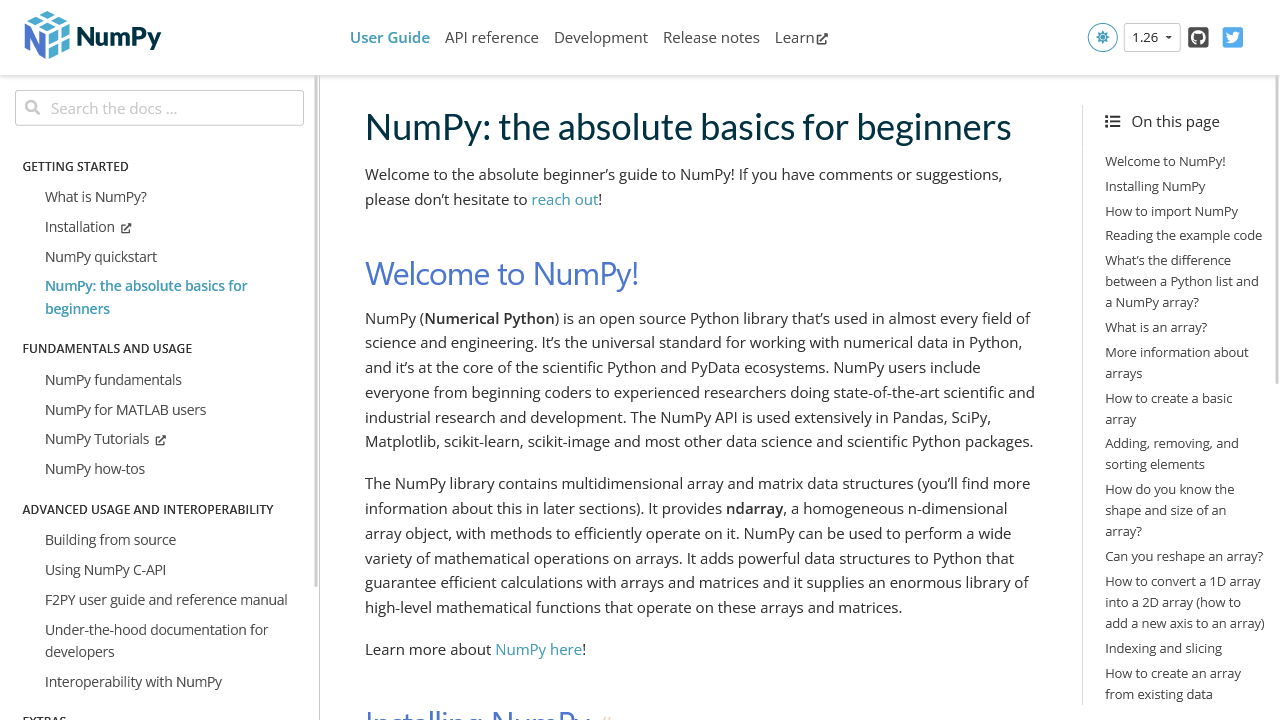 NumPy
User Guide
API reference
Development
Release notes
Learn
1.26
Search the docs ...
GETTING STARTED
What is NumPy?
Installation
NumPy quickstart
NumPy: the absolute basics for
beginners
FUNDAMENTALS AND USAGE
NumPy fundamentals
NumPy for MATLAB users
NumPy Tutorials
NumPy how-tos
ADVANCED USAGE AND INTEROPERABILITY
Building from source
Using NumPy C-API
F2PY user guide and reference manual
Under-the-hood documentation for
developers
Interoperability with NumPy
EXTRAS
NumPy: the absolute basics for beginners
Welcome to the absolute beginner’s guide to NumPy! If you have comments or suggestions,
please don’t hesitate to reach out!
Welcome to NumPy!
NumPy (Numerical Python) is an open source Python library that’s used in almost every field of
science and engineering. It’s the universal standard for working with numerical data in Python,
and it’s at the core of the scientific Python and PyData ecosystems. NumPy users include
everyone from beginning coders to experienced researchers doing state-of-the-art scientific and
industrial research and development. The NumPy API is used extensively in Pandas, SciPy,
Matplotlib, scikit-learn, scikit-image and most other data science and scientific Python packages.
The NumPy library contains multidimensional array and matrix data structures (you’ll find more
information about this in later sections). It provides ndarray, a homogeneous n-dimensional
array object, with methods to efficiently operate on it. NumPy can be used to perform a wide
variety of mathematical operations on arrays. It adds powerful data structures to Python that
guarantee efficient calculations with arrays and matrices and it supplies an enormous library of
high-level mathematical functions that operate on these arrays and matrices.
Learn more about NumPy here!
Installing NumPy #
On this page
Welcome to NumPy!
Installing NumPy
How to import NumPy
Reading the example code
What’s the difference
between a Python list and
a NumPy array?
What is an array?
More information about
arrays
How to create a basic
array
Adding, removing, and
sorting elements
How do you know the
shape and size of an
array?
Can you reshape an array?
How to convert a 1D array
into a 2D array (how to
add a new axis to an array)
Indexing and slicing
How to create an array
from existing data